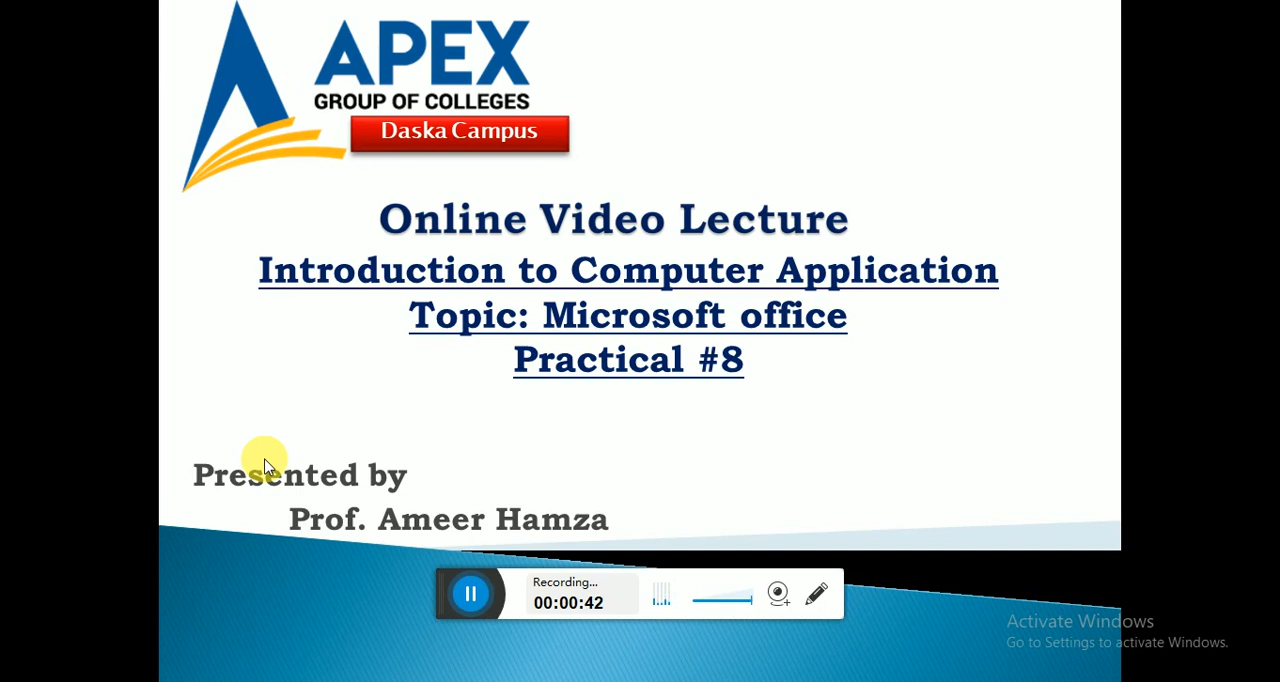 APEX
GROUP OF COLLEGES
Daska Campus
Online Video Lecture
Introduction to Computer Application
Topic: Microsoft office
Practical #8
Presented by
Prof. Ameer Hamza
Recording...
00:00:42
Activate Windows
Go to Settings to activate Windows.